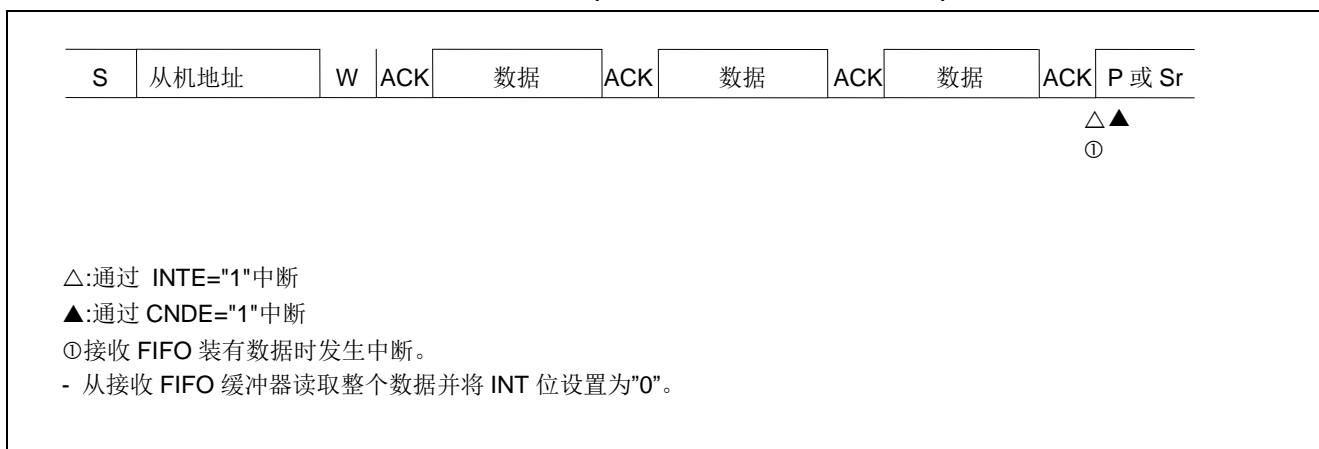 S 从机地址 W ACK 数据 ACK 数据 ACK 数据 ACK P 或 Sr
△▲
①
△:通过 INTE="1"中断
▲:通过 CNDE="1"中断
①接收 FIFO 装有数据时发生中断。
- 从接收 FIFO 缓冲器读取整个数据并将 INT 位设置为”0”。